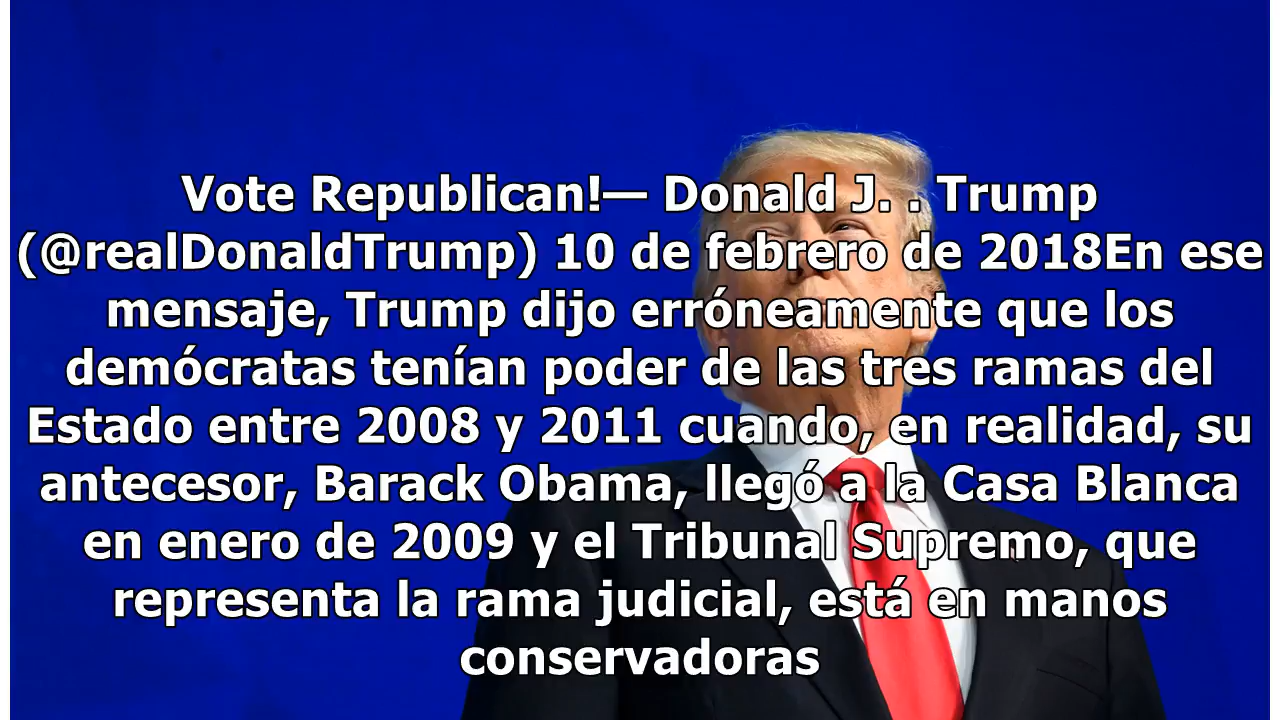 Vote Republican!— Donald J. . Trump
(@realDonaldTrump) 10 de febrero de 2018En ese
mensaje, Trump dijo erróneamente que los
demócratas tenían poder de las tres ramas del
Estado entre 2008 y 2011 cuando, en realidad, su
antecesor, Barack Obama, llegó a la Casa Blanca
en enero de 2009 y el Tribunal Supremo, que
representa la rama judicial, está en manos
conservadoras